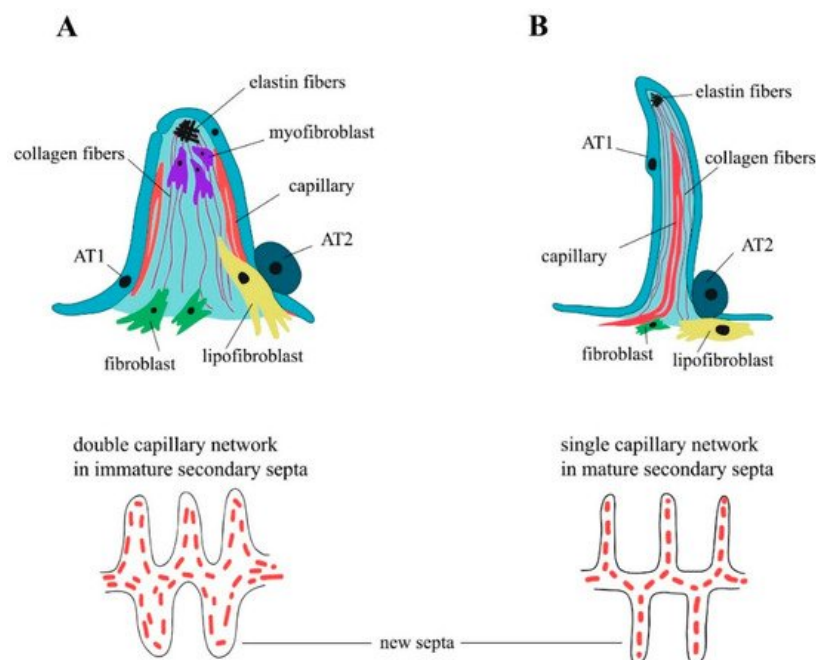 A
elastin fibers
myofibroblast
collagen fibers
capillary
AT1
AT2
fibroblast
lipofibroblast
double capillary network
in immature secondary septa
B
elastin fibers
AT1
collagen fibers
AT2
capillary
fibroblast
lipofibroblast
single capillary network
in mature secondary septa
new septa